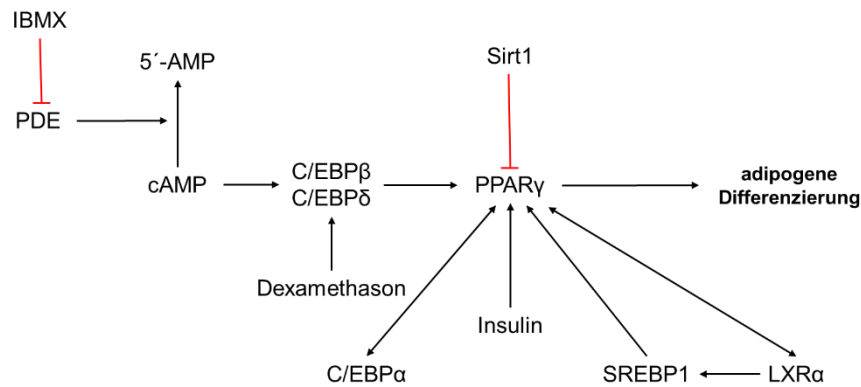 IBMX
5´-AMP
Sirt1
PDE
cAMP
C/EBPβ
C/EBPδ
PPARγ
adipogene
Differenzierung
Dexamethason
Insulin
C/EBPα
SREBP1
LXRα